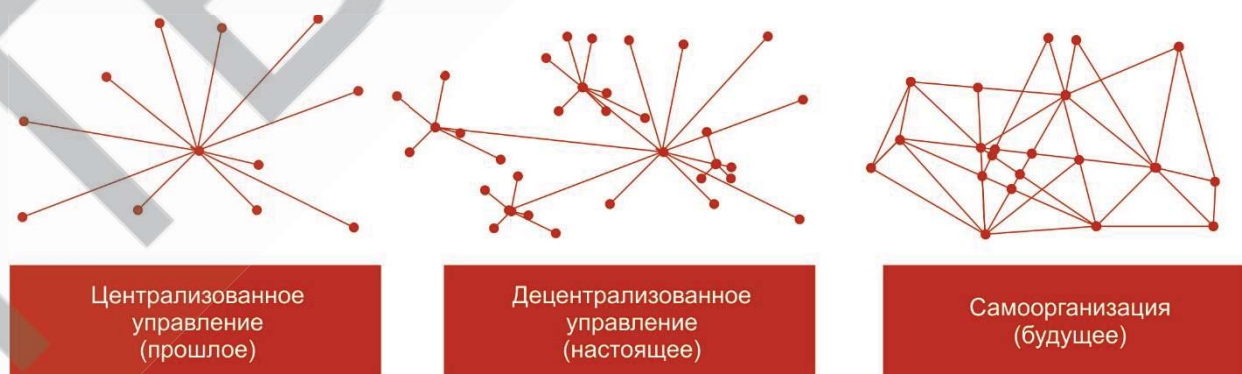 Централизованное
управление
(прошлое)
Децентрализованное
управление
(настоящее)
Самоорганизация
(будущее)